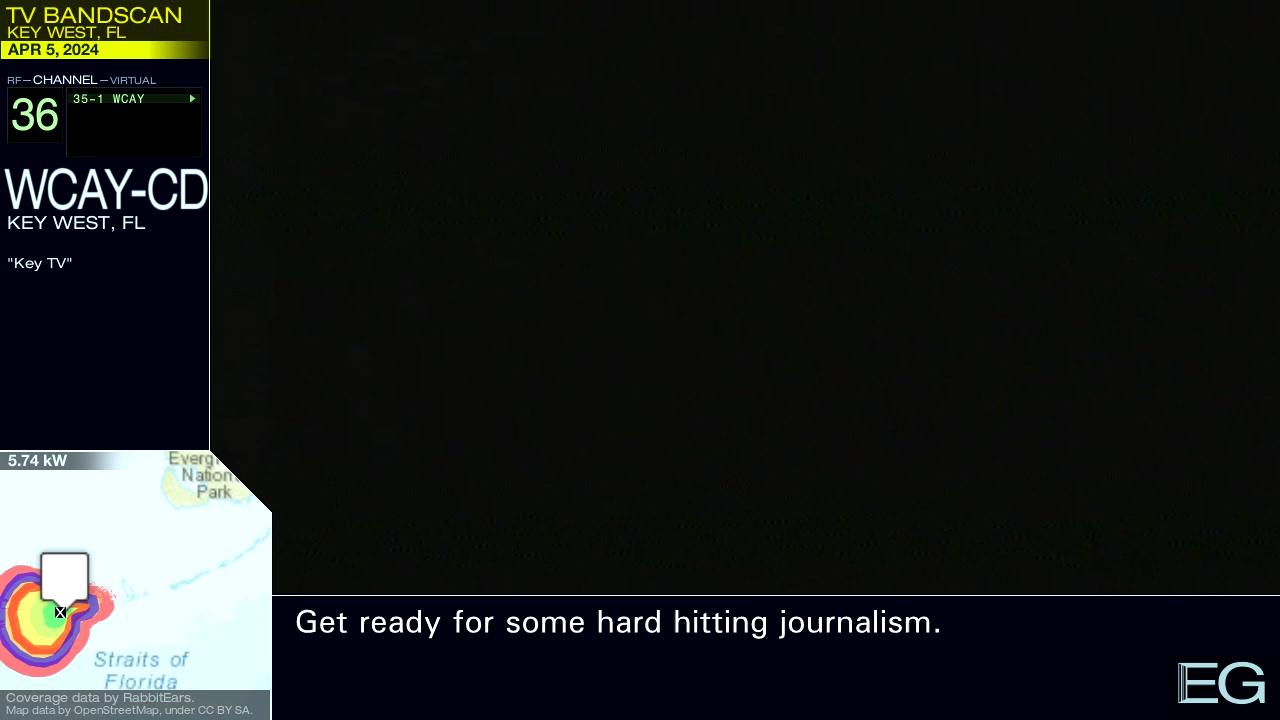 TV BANDSCAN
KEY WEST, FL
APR 5, 2024
RF CHANNEL VIRTUAL
36
35-1 WCAY
WCAY-CD
KEY WEST, FL
"Key TV"
5.74 kW
National
Park
Straits of
Florida
Coverage data by RabbitEars.
Map data by OpenStreetMap, under CC BY SA.
Get ready for some hard hitting journalism.
EG